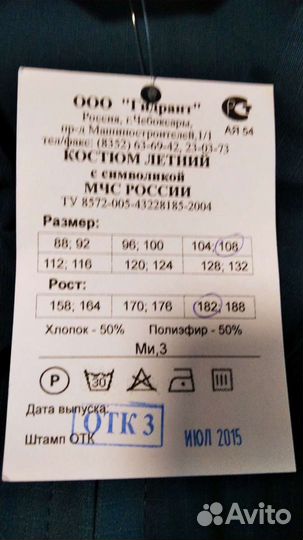 ООО "Гидрант"
Россия, г.Чебоксары,
пр-д Машиностроителей,1/1
тел/факс: (8352) 63-69-42, 23-03-73
АЯ 54
КОСТЮМ ЛЕТНИЙ
с символикой
МЧС РОССИИ
ТУ 8572-005-43228185-2004
Размер:
88; 92 96; 100 104; 108
112; 116 120; 124 128; 132
Рост:
158; 164 170; 176 182; 188
Хлопок - 50% Полиэфир - 50%
Ми,3
P 30
Дата выпуска:
ОТК 3
ИЮЛ 2015
Штамп ОТК
Avito